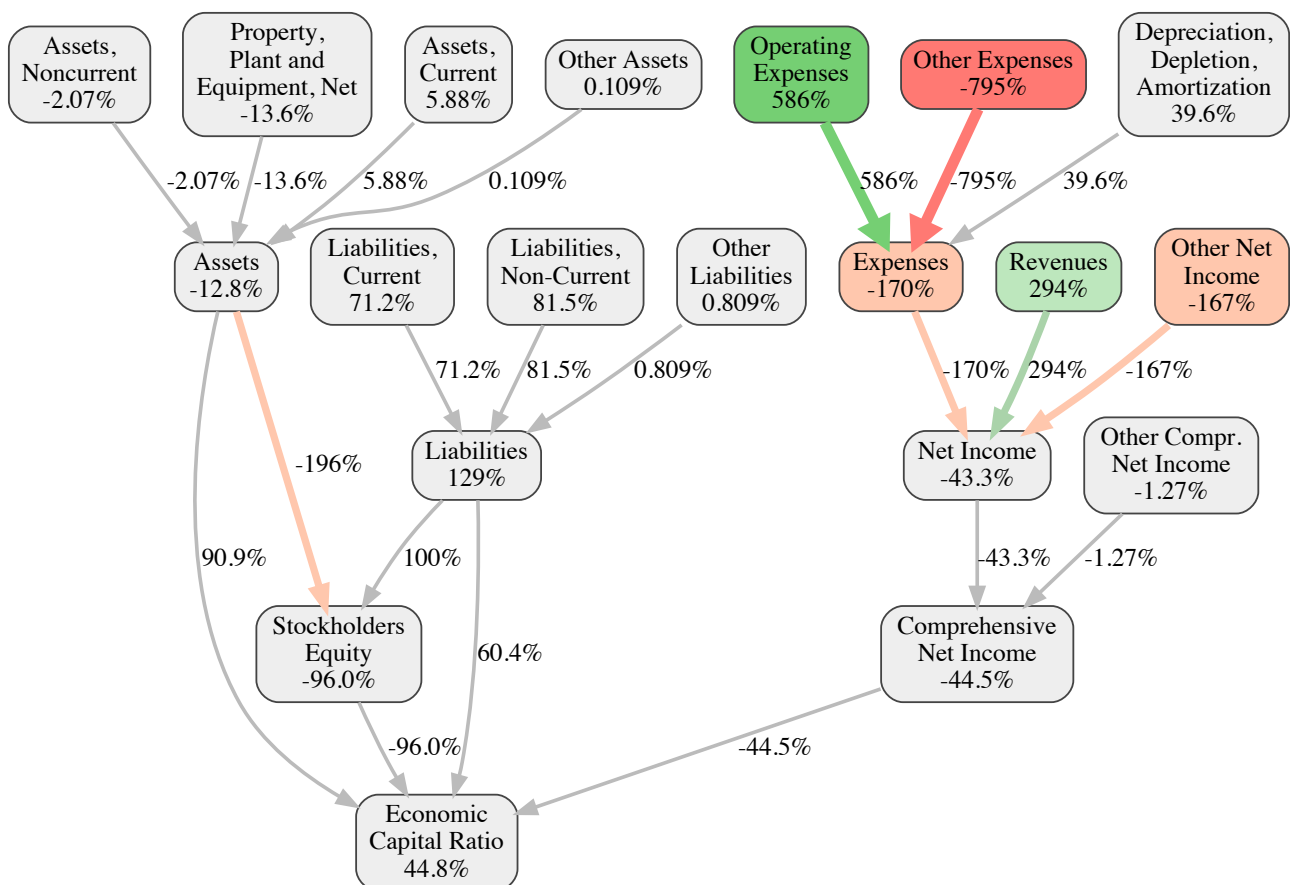 Assets,
Noncurrent
-2.07%
Property,
Plant and
Equipment, Net
-13.6%
Assets,
Current
5.88%
Other Assets
0.109%
Operating
Expenses
586%
Other Expenses
-795%
Depreciation,
Depletion,
Amortization
39.6%
-2.07%
-13.6%
5.88%
0.109%
586%
-795%
39.6%
Assets
-12.8%
Liabilities,
Current
71.2%
Liabilities,
Non-Current
81.5%
Other
Liabilities
0.809%
Expenses
-170%
Revenues
294%
Other Net
Income
-167%
71.2%
81.5%
0.809%
-170%
294%
-167%
Liabilities
129%
Net Income
-43.3%
Other Compr.
Net Income
-1.27%
-196%
90.9%
100%
-43.3%
-1.27%
Stockholders
Equity
-96.0%
60.4%
Comprehensive
Net Income
-44.5%
-96.0%
-44.5%
Economic
Capital Ratio
44.8%